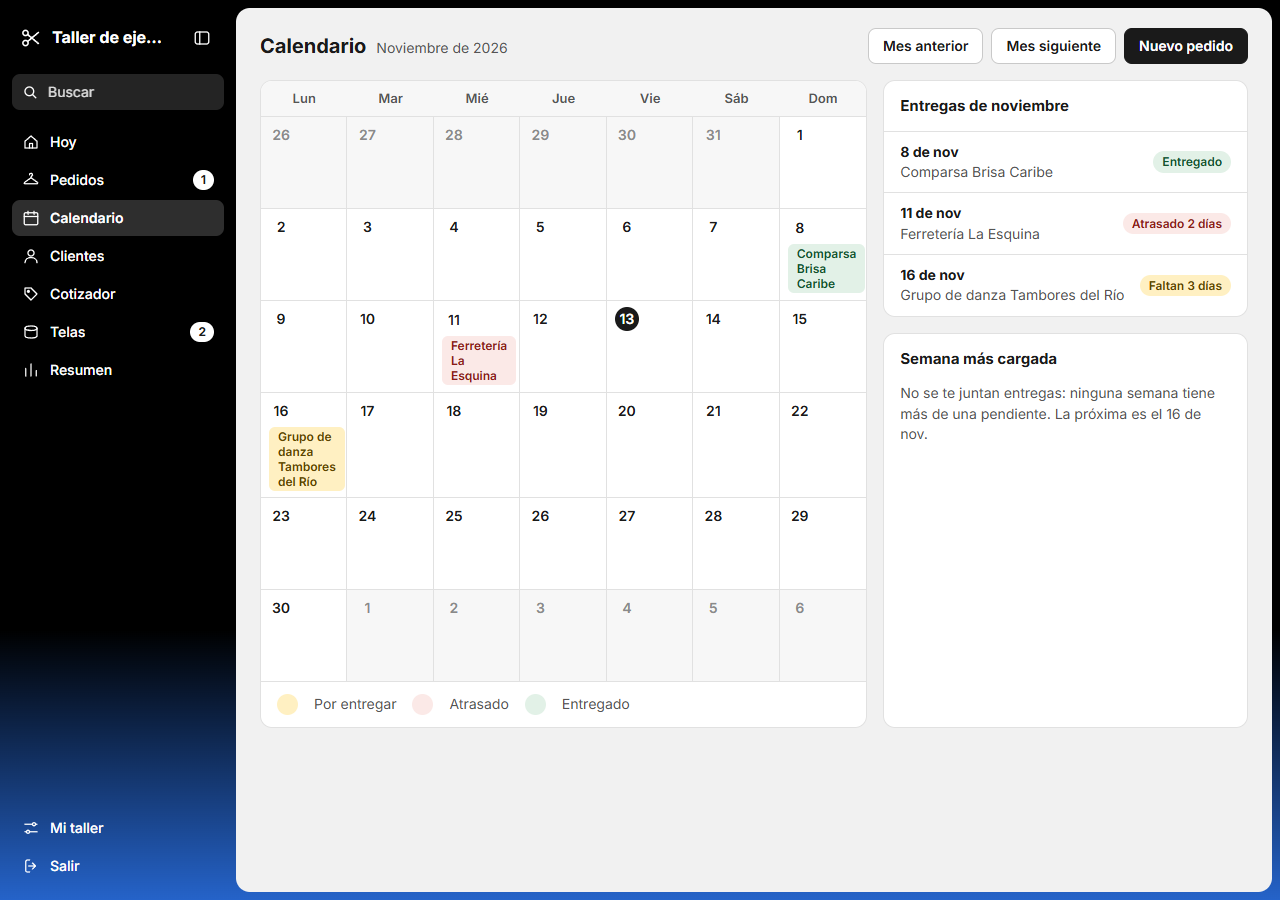 Taller de eje...
Buscar
Hoy
Pedidos 1
Calendario
Clientes
Cotizador
Telas 2
Resumen
Mi taller
Salir
Calendario Noviembre de 2026
Mes anterior Mes siguiente Nuevo pedido
Lun Mar Mié Jue Vie Sáb Dom
26 27 28 29 30 31 1
2 3 4 5 6 7 8
Comparsa
Brisa
Caribe
9 10 11 12 13 14 15
Ferretería
La
Esquina
16 17 18 19 20 21 22
Grupo de
danza
Tambores
del Río
23 24 25 26 27 28 29
30 1 2 3 4 5 6
Por entregar Atrasado Entregado
Entregas de noviembre
8 de nov
Comparsa Brisa Caribe
Entregado
11 de nov
Ferretería La Esquina
Atrasado 2 días
16 de nov
Grupo de danza Tambores del Río
Faltan 3 días
Semana más cargada
No se te juntan entregas: ninguna semana tiene
más de una pendiente. La próxima es el 16 de
nov.